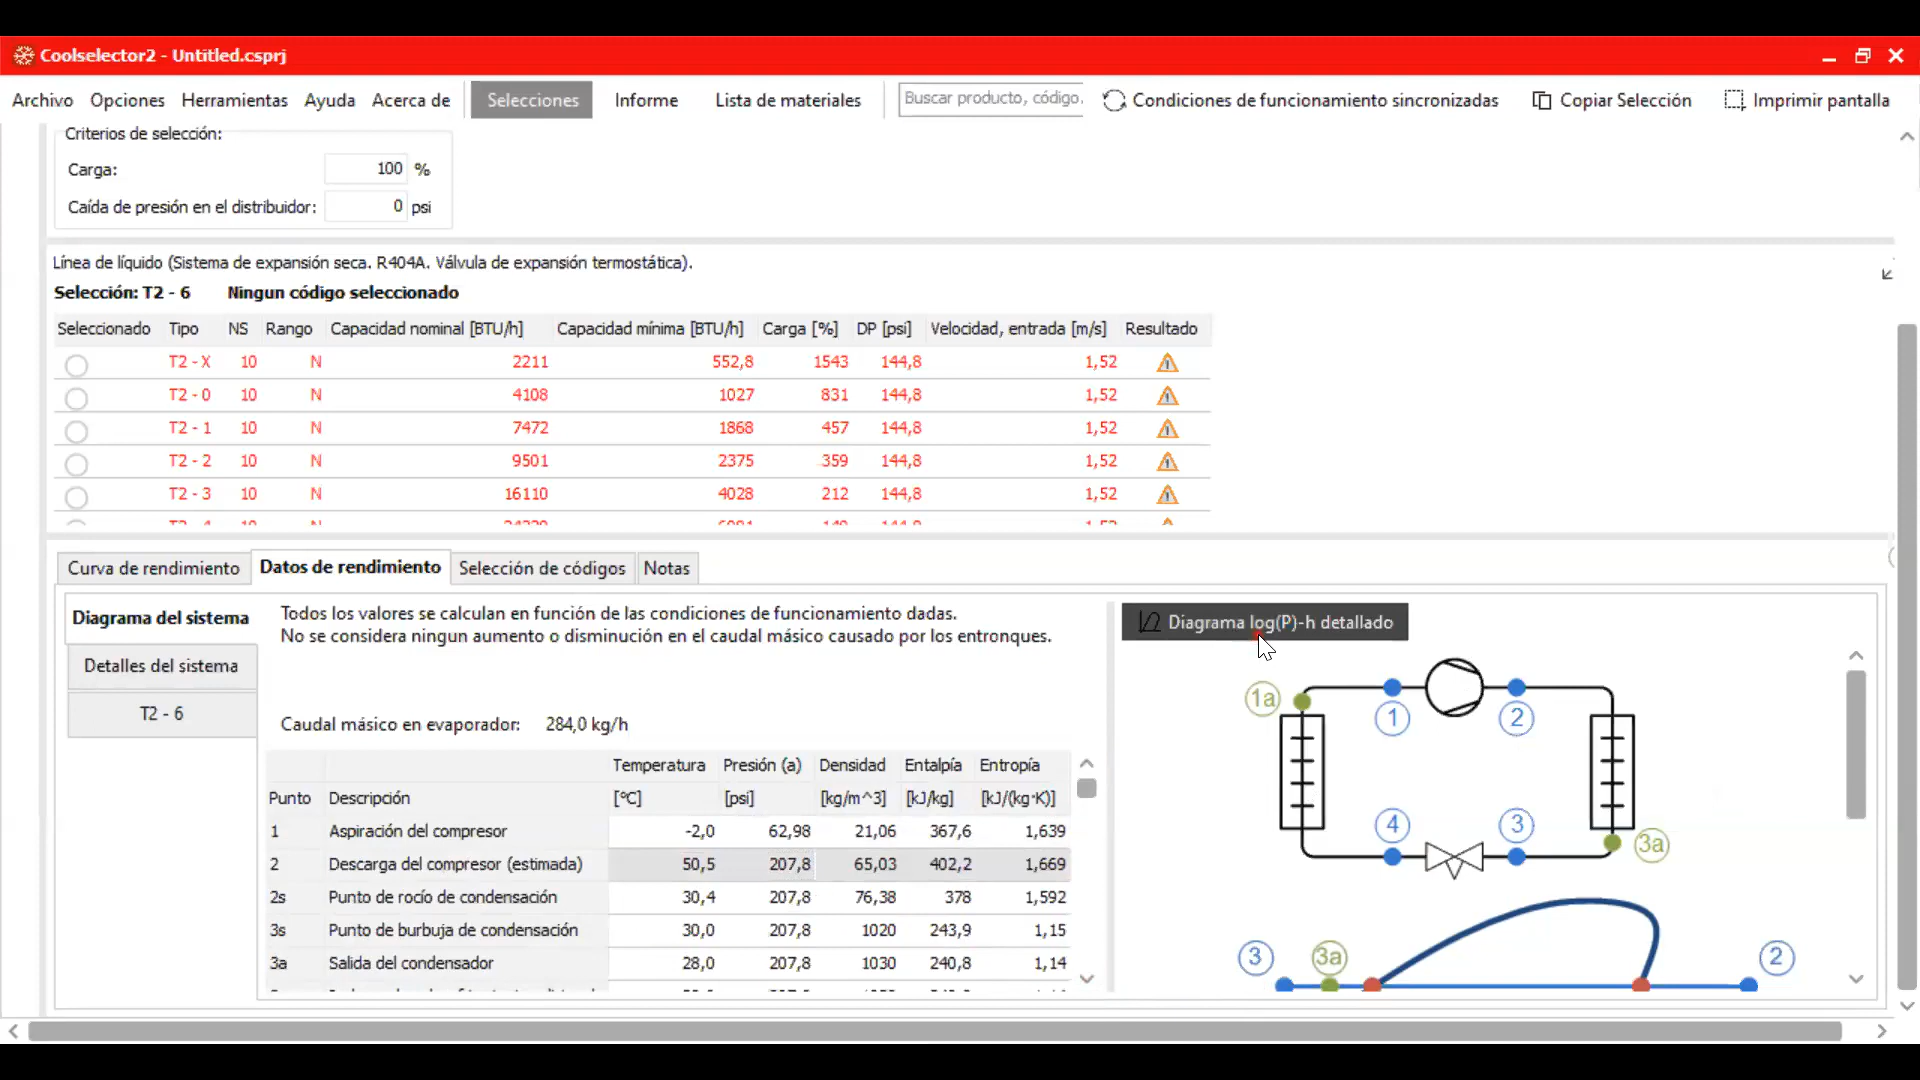 Coolselector2 - Untitled.csprj
Archivo Opciones Herramientas Ayuda Acerca de Selecciones Informe Lista de materiales Buscar producto, código. Condiciones de funcionamiento sincronizadas Copiar Selección Imprimir pantalla
Criterios de selección:
Carga: 100 %
Caída de presión en el distribuidor: 0 psi
Línea de líquido (Sistema de expansión seca. R404A. Válvula de expansión termostática).
Selección: T2 - 6 Ningun código seleccionado
Seleccionado Tipo NS Rango Capacidad nominal [BTU/h] Capacidad mínima [BTU/h] Carga [%] DP [psi] Velocidad, entrada [m/s] Resultado
T2 - X 10 N 2211 552,8 1543 144,8 1,52
T2 - 0 10 N 4108 1027 831 144,8 1,52
T2 - 1 10 N 7472 1868 457 144,8 1,52
T2 - 2 10 N 9501 2375 359 144,8 1,52
T2 - 3 10 N 16110 4028 212 144,8 1,52
Curva de rendimiento Datos de rendimiento Selección de códigos Notas
Diagrama del sistema
Detalles del sistema
T2 - 6
Todos los valores se calculan en función de las condiciones de funcionamiento dadas.
No se considera ningun aumento o disminución en el caudal másico causado por los entronques.
Caudal másico en evaporador: 284,0 kg/h
Temperatura Presión (a) Densidad Entalpía Entropía
Punto Descripción [°C] [psi] [kg/m^3] [kJ/kg] [kJ/(kg·K)]
1 Aspiración del compresor -2,0 62,98 21,06 367,6 1,639
2 Descarga del compresor (estimada) 50,5 207,8 65,03 402,2 1,669
2s Punto de rocío de condensación 30,4 207,8 76,38 378 1,592
3s Punto de burbuja de condensación 30,0 207,8 1020 243,9 1,15
3a Salida del condensador 28,0 207,8 1030 240,8 1,14
Diagrama log(P)-h detallado
1a 1 2
4 3 3a
3 3a 2